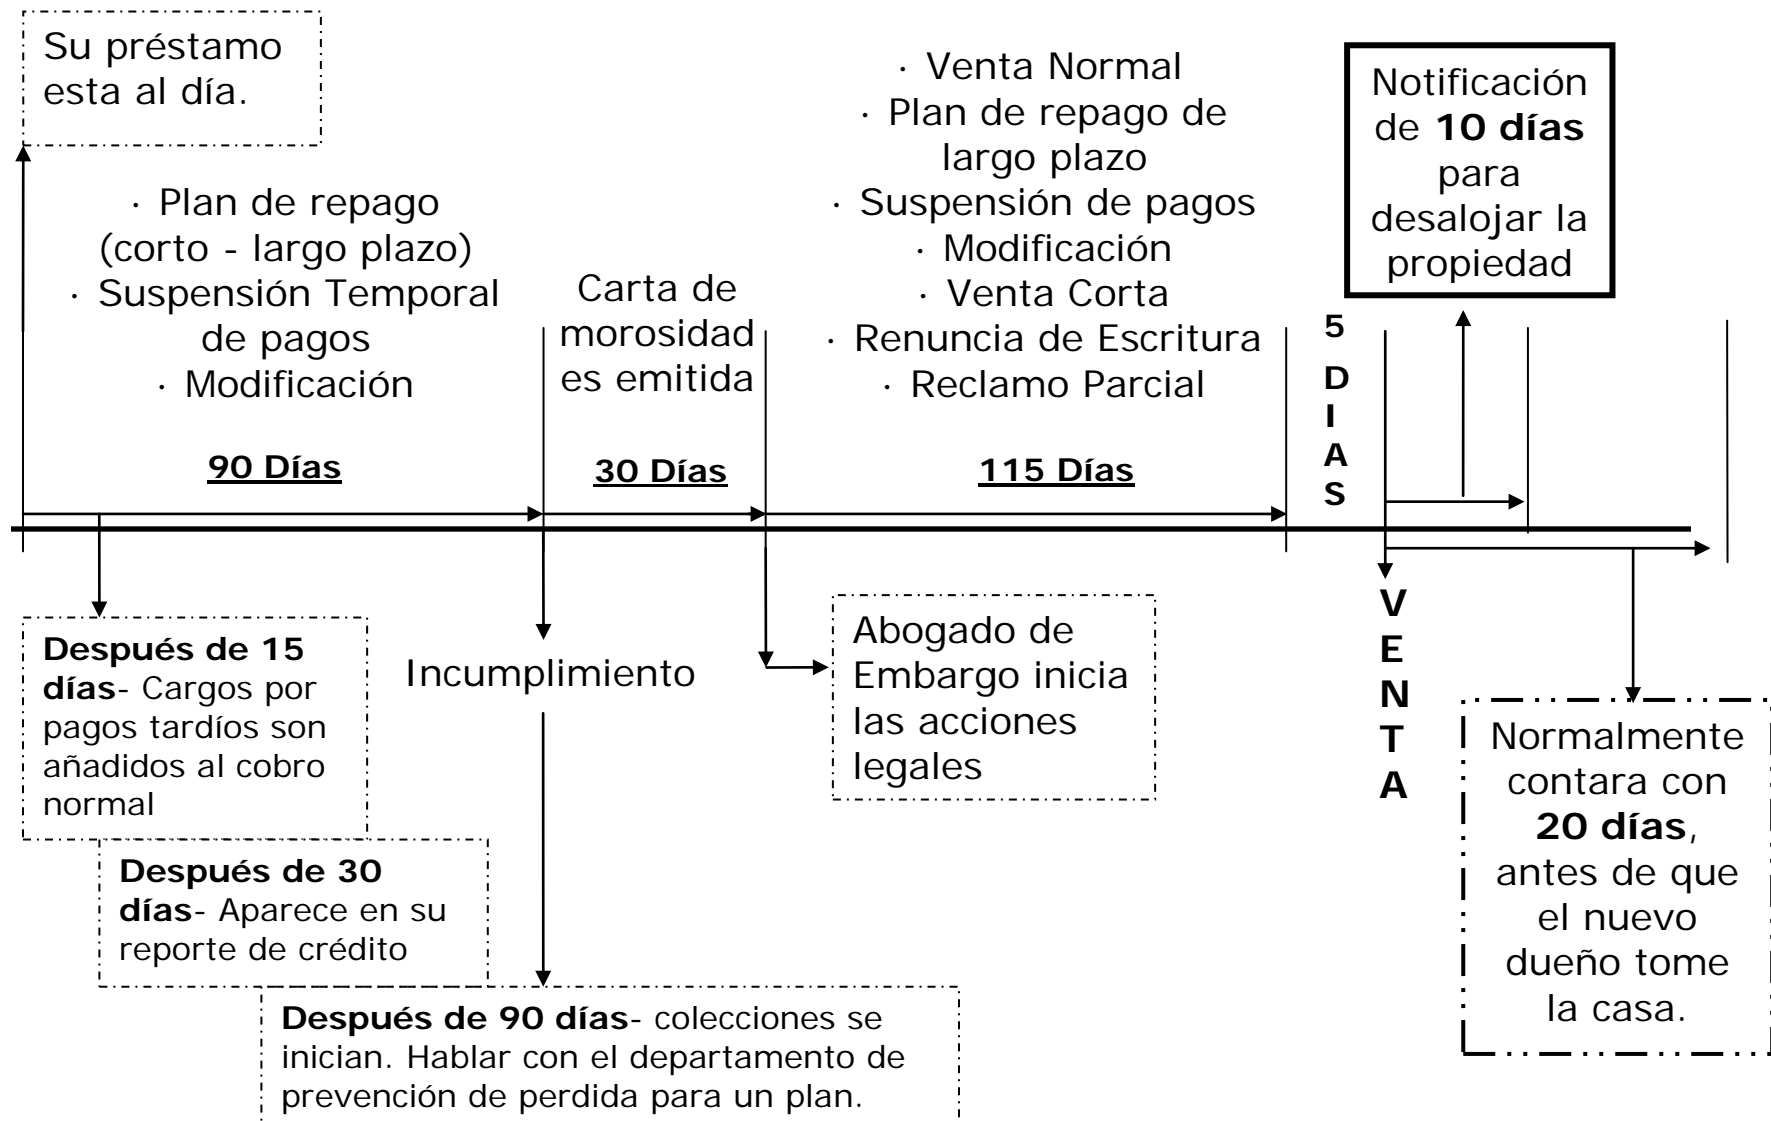 Su préstamo
esta al día.
· Plan de repago
(corto - largo plazo)
· Suspensión Temporal
de pagos
· Modificación
90 Días
Carta de
morosidad
es emitida
30 Días
· Venta Normal
· Plan de repago de
largo plazo
· Suspensión de pagos
· Modificación
· Venta Corta
· Renuncia de Escritura
· Reclamo Parcial
115 Días
5 DIAS
Notificación
de 10 días
para
desalojar la
propiedad
Después de 15
días- Cargos por
pagos tardíos son
añadidos al cobro
normal
Después de 30
días- Aparece en su
reporte de crédito
Incumplimiento
Después de 90 días- colecciones se
inician. Hablar con el departamento de
prevención de perdida para un plan.
Abogado de
Embargo inicia
las acciones
legales
VENTA
Normalmente
contara con
20 días,
antes de que
el nuevo
dueño tome
la casa.